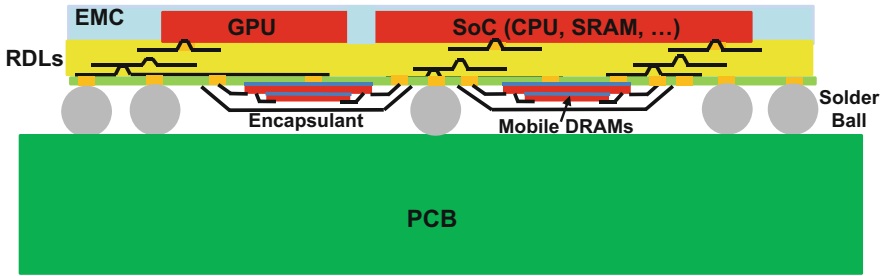 EMC
GPU
SoC (CPU, SRAM, …)
RDLs
Encapsulant
Mobile DRAMs
Solder
Ball
PCB